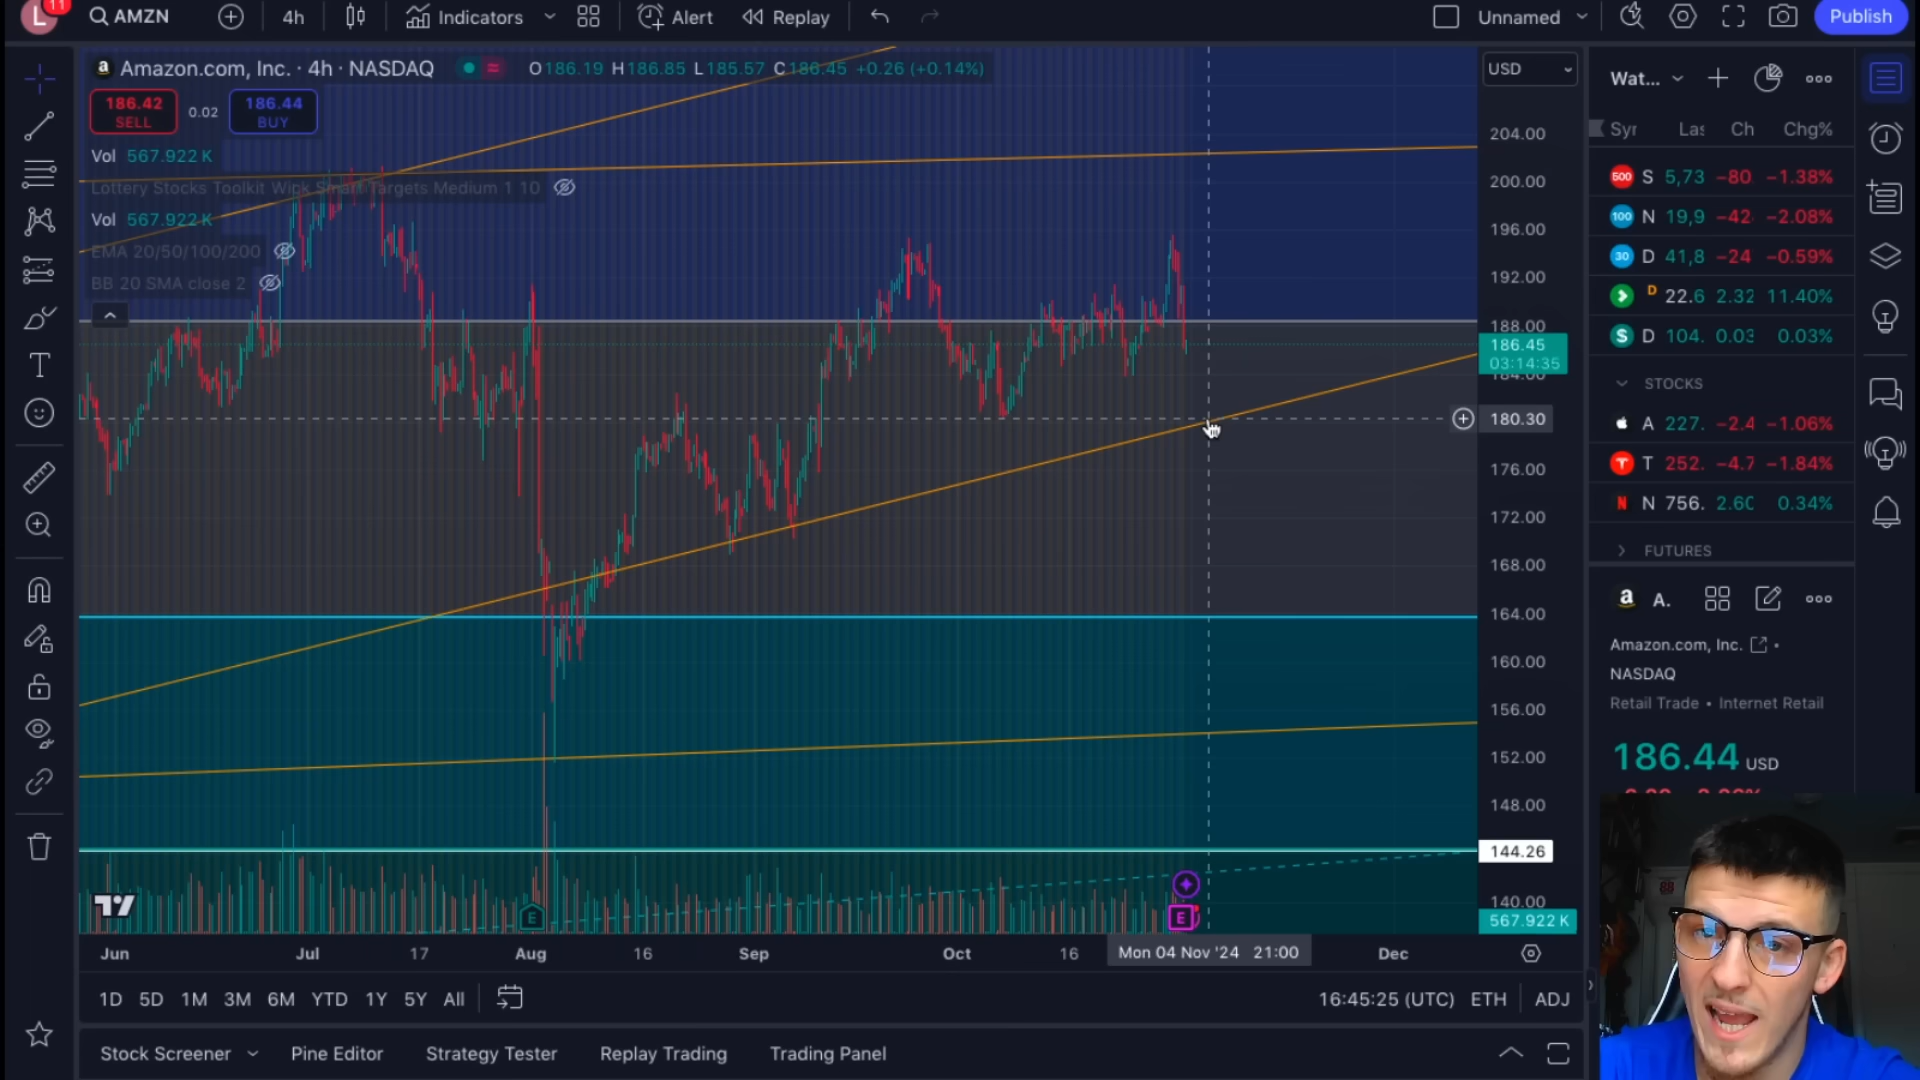 L
11
AMZN
4h
Indicators
Alert
Replay
Unnamed
Publish
a
Amazon.com, Inc. · 4h · NASDAQ
O186.19 H186.85 L185.57 C186.45 +0.26 (+0.14%)
186.42
SELL
0.02
186.44
BUY
Vol 567.922 K
Lottery Stocks Toolkit Wick Smart Targets Medium 1 10
Vol 567.922 K
EMA 20/50/100/200
BB 20 SMA close 2
USD
204.00
200.00
196.00
192.00
188.00
186.45
03:14:35
184.00
180.30
176.00
172.00
168.00
164.00
160.00
156.00
152.00
148.00
144.26
140.00
567.922 K
E
E
Jun
Jul
17
Aug
16
Sep
Oct
16
Mon 04 Nov '24 21:00
Dec
1D
5D
1M
3M
6M
YTD
1Y
5Y
All
16:45:25 (UTC)
ETH
ADJ
Stock Screener
Pine Editor
Strategy Tester
Replay Trading
Trading Panel
Wat...
Syr Las Ch Chg%
500 S 5,73 −80 −1.38%
100 N 19,9 −42 −2.08%
30 D 41,8 −24 −0.59%
D 22.6 2.32 11.40%
$ D 104. 0.03 0.03%
STOCKS
A 227. −2.4 −1.06%
T 252. −4.7 −1.84%
N N 756. 2.60 0.34%
FUTURES
a A.
Amazon.com, Inc.
NASDAQ
Retail Trade • Internet Retail
186.44 USD